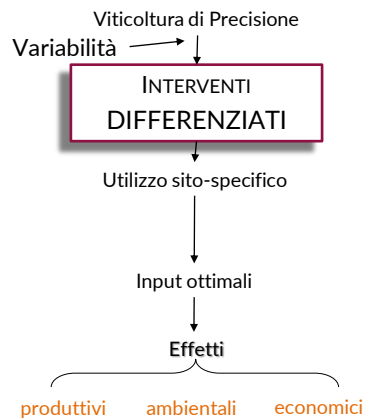 Viticoltura di Precisione
Variabilità
INTERVENTI
DIFFERENZIATI
Utilizzo sito-specifico
Input ottimali
Effetti
produttivi ambientali economici